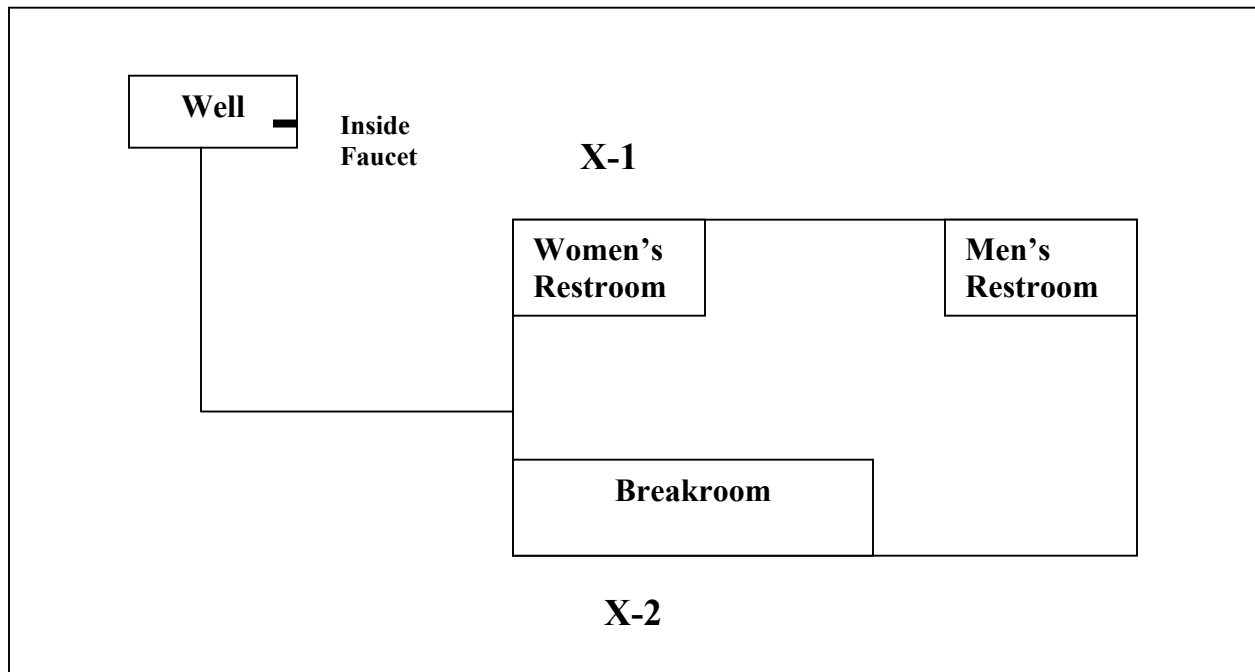 Well
Inside
Faucet
X-1
Women’s
Restroom
Men’s
Restroom
Breakroom
X-2